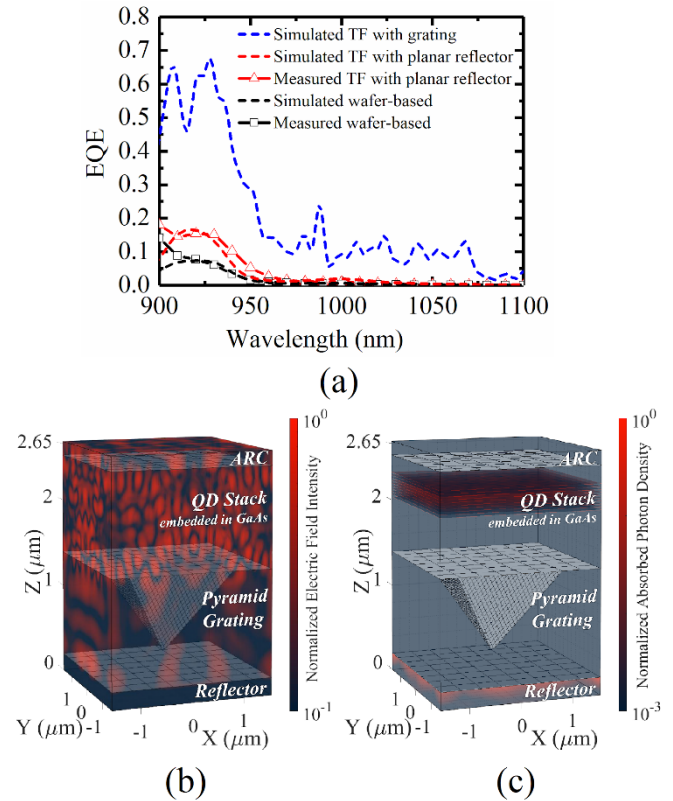 0.8
0.7
0.6
0.5
0.4
0.3
0.2
0.1
0.0
EQE
Simulated TF with grating
Simulated TF with planar reflector
Measured TF with planar reflector
Simulated wafer-based
Measured wafer-based
900 950 1000 1050 1100
Wavelength (nm)
(a)
2.65
2
1
0
Z (μm)
ARC
QD Stack
embedded in GaAs
Pyramid
Grating
Reflector
1
0
-1
Y (μm)
-1
0
1
X (μm)
10^0
Normalized Electric Field Intensity
10^-1
(b)
2.65
2
1
0
Z (μm)
ARC
QD Stack
embedded in GaAs
Pyramid
Grating
Reflector
1
0
-1
Y (μm)
-1
0
1
X (μm)
10^0
Normalized Absorbed Photon Density
10^-3
(c)